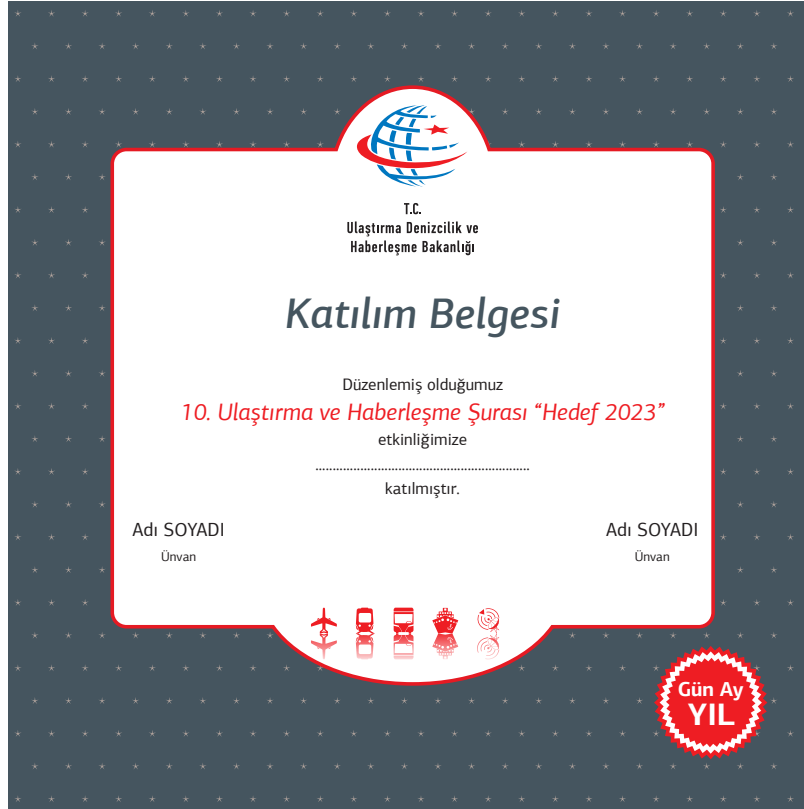 T.C.
Ulaştırma Denizcilik ve
Haberleşme Bakanlığı
Katılım Belgesi
Düzenlemiş olduğumuz
10. Ulaştırma ve Haberleşme Şurası “Hedef 2023”
etkinliğimize
..............................................................
katılmıştır.
Adı SOYADI
Ünvan
Adı SOYADI
Ünvan
Gün Ay
YIL